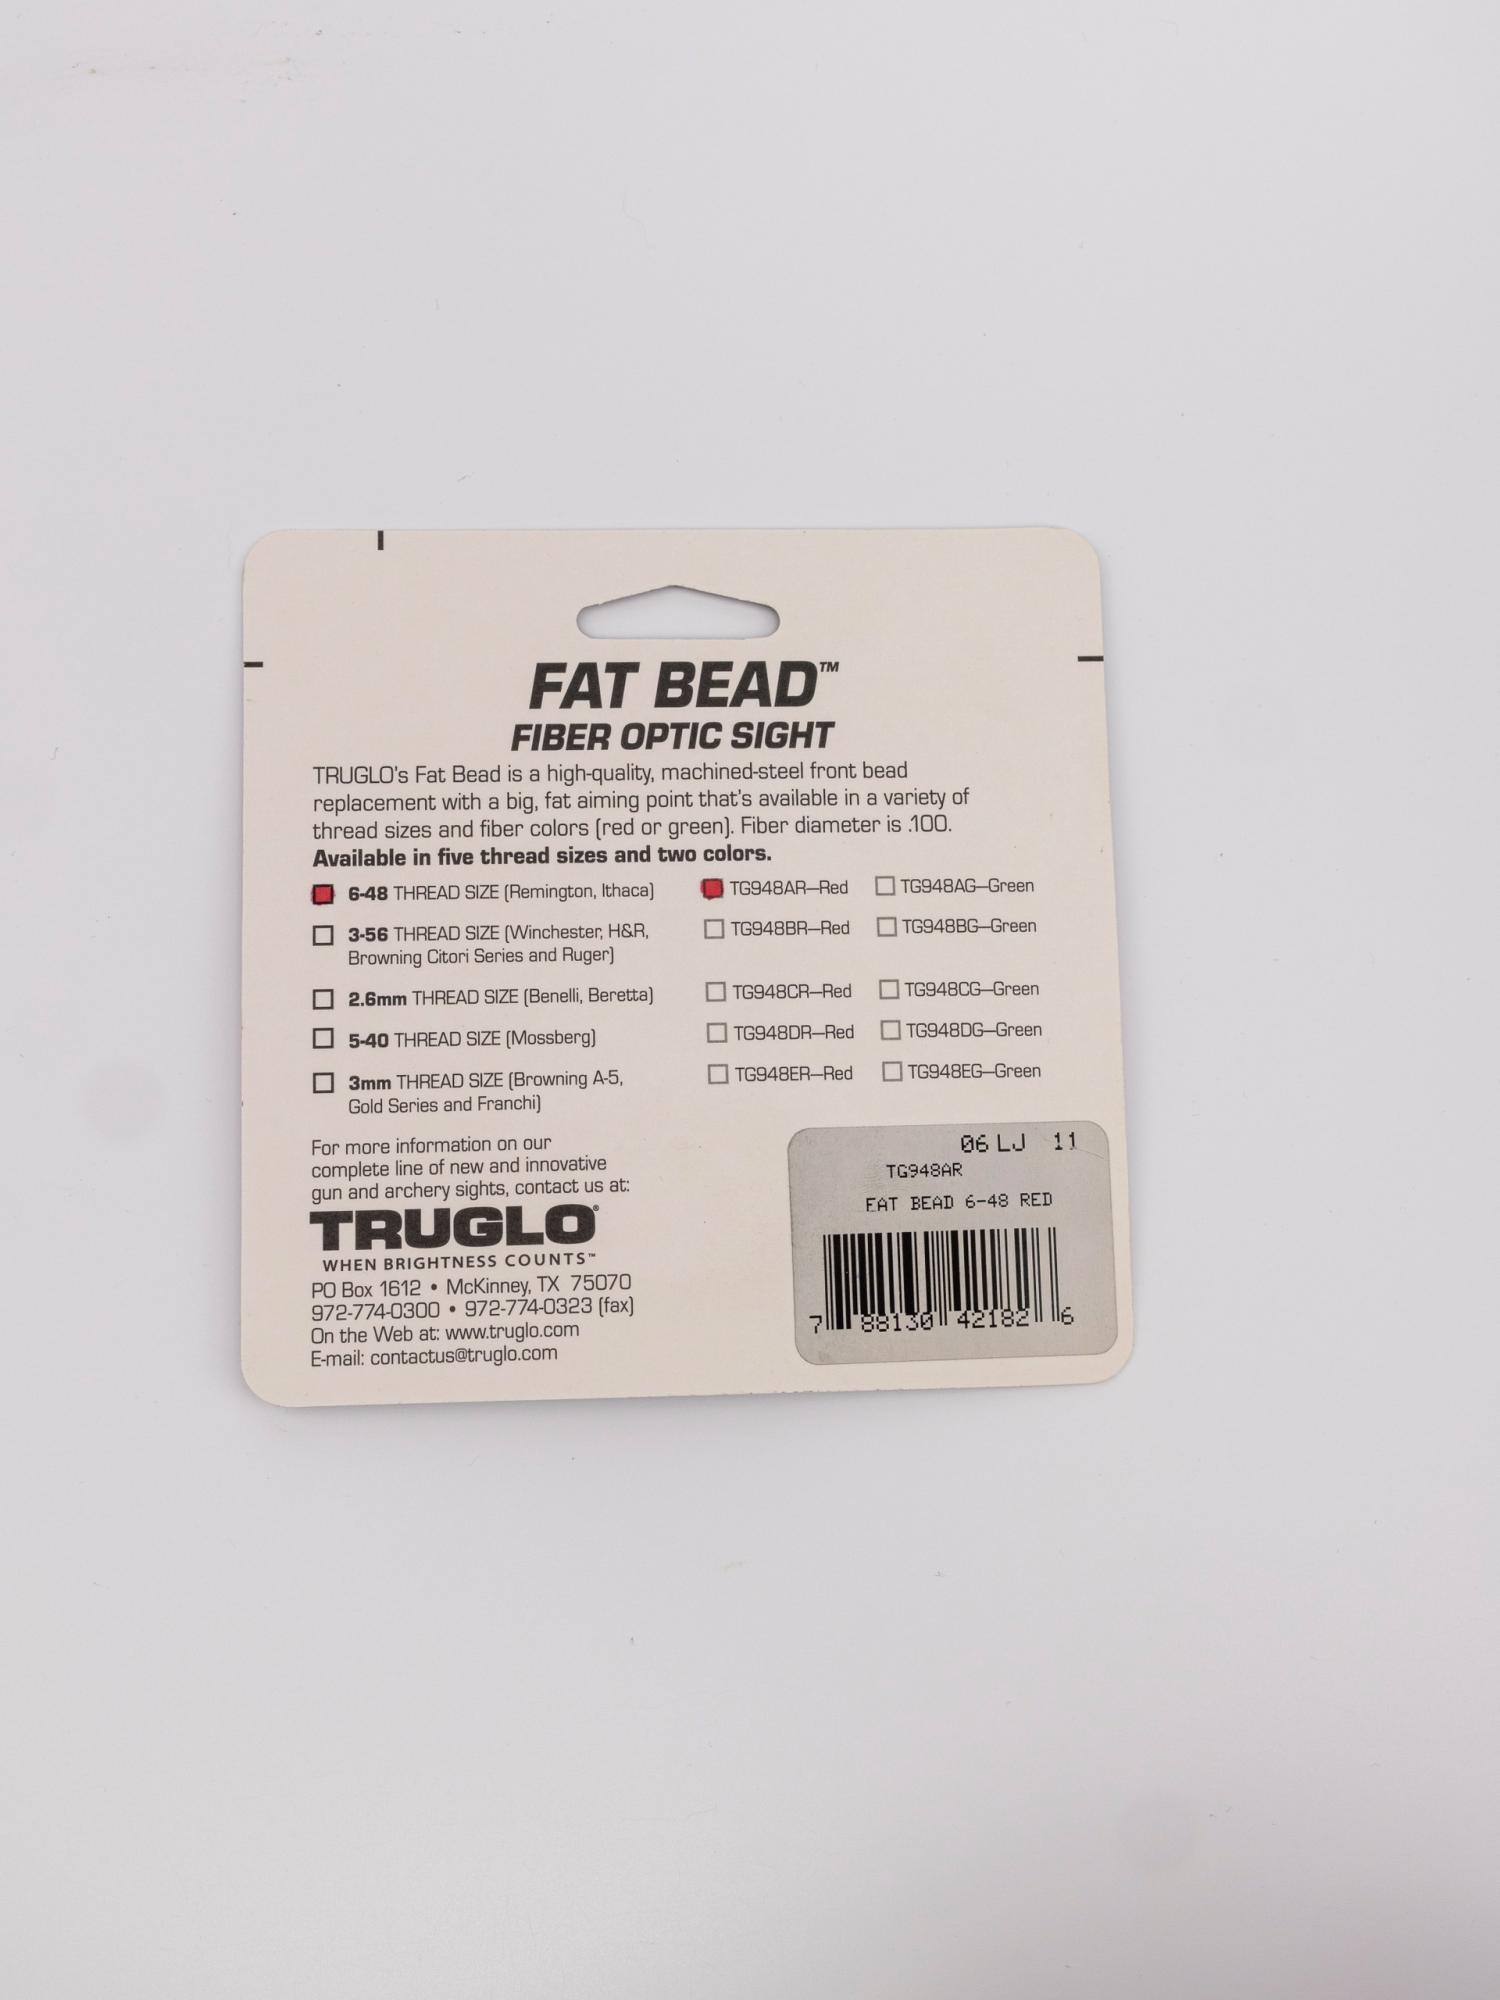 FAT BEAD™
FIBER OPTIC SIGHT
TRUGLO's Fat Bead is a high-quality, machined-steel front bead
replacement with a big, fat aiming point that's available in a variety of
thread sizes and fiber colors (red or green). Fiber diameter is .100.
Available in five thread sizes and two colors.
6-48 THREAD SIZE (Remington, Ithaca) TG948AR—Red TG948AG—Green
3-56 THREAD SIZE (Winchester, H&R, TG948BR—Red TG948BG—Green
Browning Citori Series and Ruger)
2.6mm THREAD SIZE (Benelli, Beretta) TG948CR—Red TG948CG—Green
5-40 THREAD SIZE (Mossberg) TG948DR—Red TG948DG—Green
3mm THREAD SIZE (Browning A-5, TG948ER—Red TG948EG—Green
Gold Series and Franchi)
For more information on our
complete line of new and innovative
gun and archery sights, contact us at:
TRUGLO®
WHEN BRIGHTNESS COUNTS™
PO Box 1612 • McKinney, TX 75070
972-774-0300 • 972-774-0323 (fax)
On the Web at: www.truglo.com
E-mail: contactus@truglo.com
06 LJ 11
TG948AR
FAT BEAD 6-48 RED
7 88130 42182 6